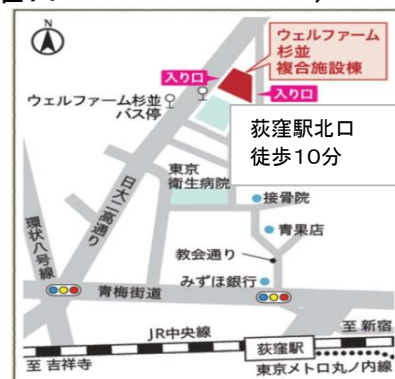 N
ウェルファーム
杉並
複合施設棟
入り口
入り口
ウェルファーム杉並
バス停
荻窪駅北口
徒歩10分
東京
衛生病院
接骨院
日大二高通り
青果店
環状八号線
教会通り
みずほ銀行
青梅街道
JR中央線
至 新宿
荻窪駅
至 吉祥寺
東京メトロ丸ノ内線